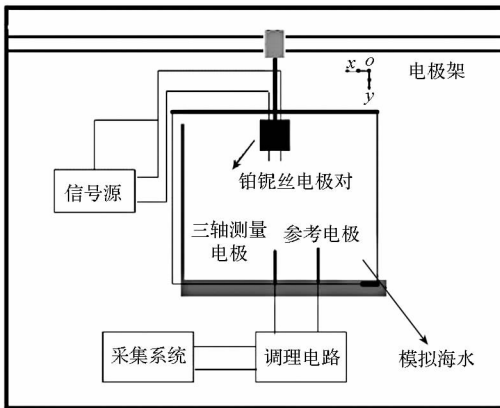 x o
y
电极架
信号源
铂铌丝电极对
三轴测量
电极
参考电极
采集系统
调理电路
模拟海水